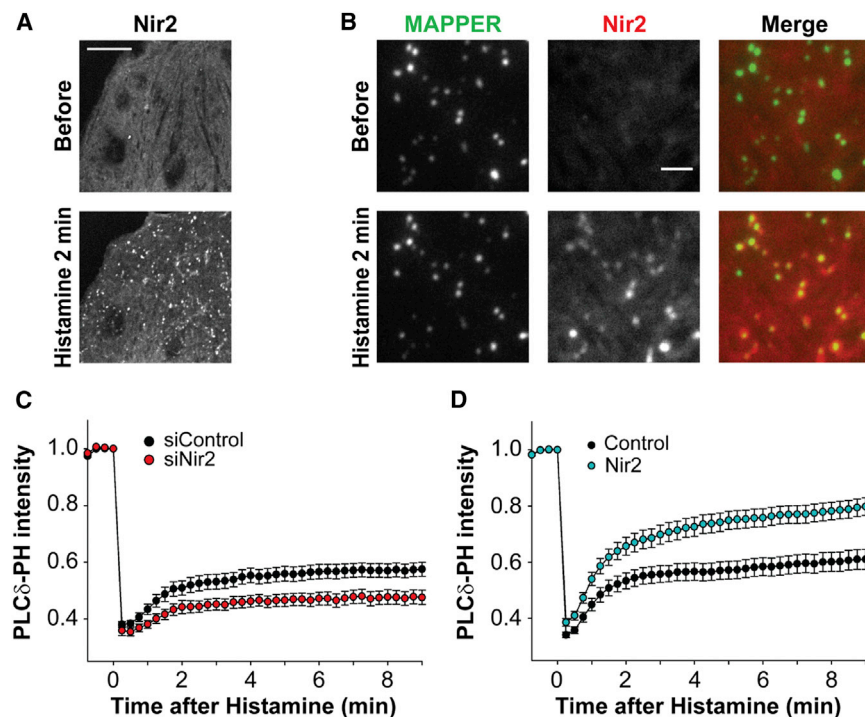 A
Nir2
Before
Histamine 2 min
B
MAPPER
Nir2
Merge
Before
Histamine 2 min
C
PLCδ-PH intensity
1.0
0.8
0.6
0.4
siControl
siNir2
0
2
4
6
8
Time after Histamine (min)
D
PLCδ-PH intensity
1.0
0.8
0.6
0.4
Control
Nir2
0
2
4
6
8
Time after Histamine (min)